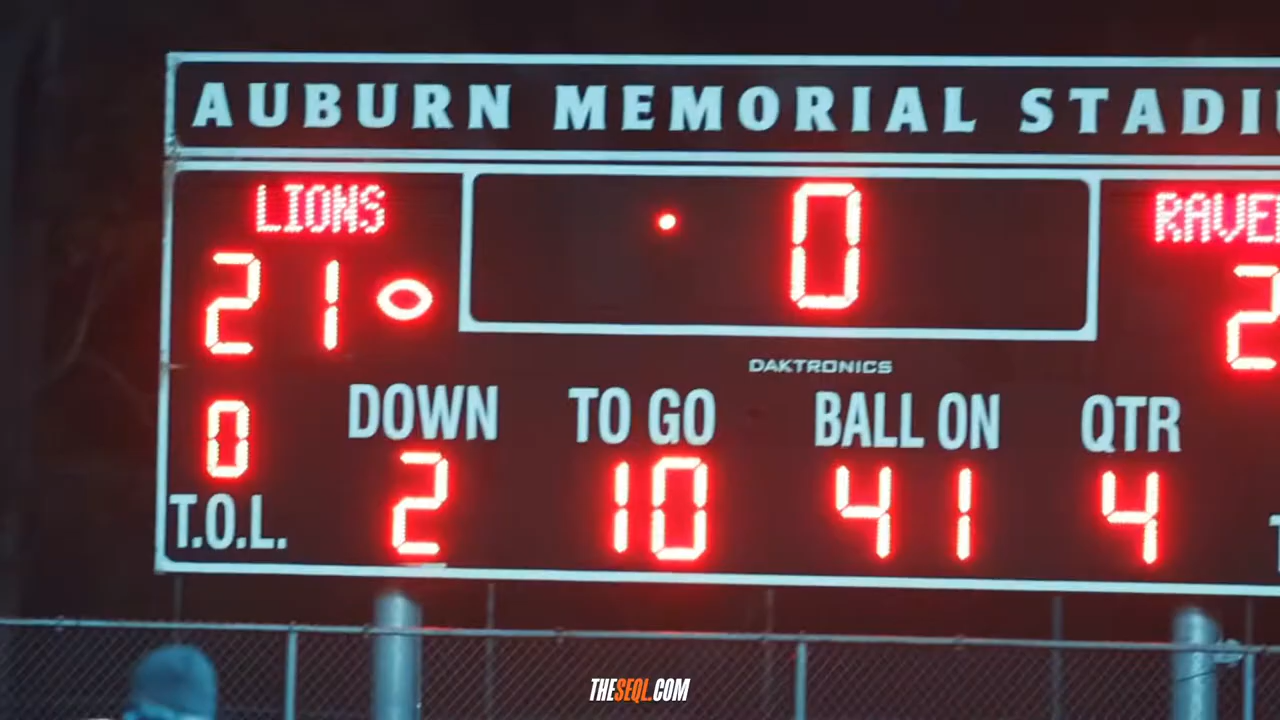 AUBURN MEMORIAL
LIONS
0
21
2
DAKTRONICS
DOWN TO GO BALL ON QTR
0
T.O.L.
2 10 41 4
THESEQL.COM